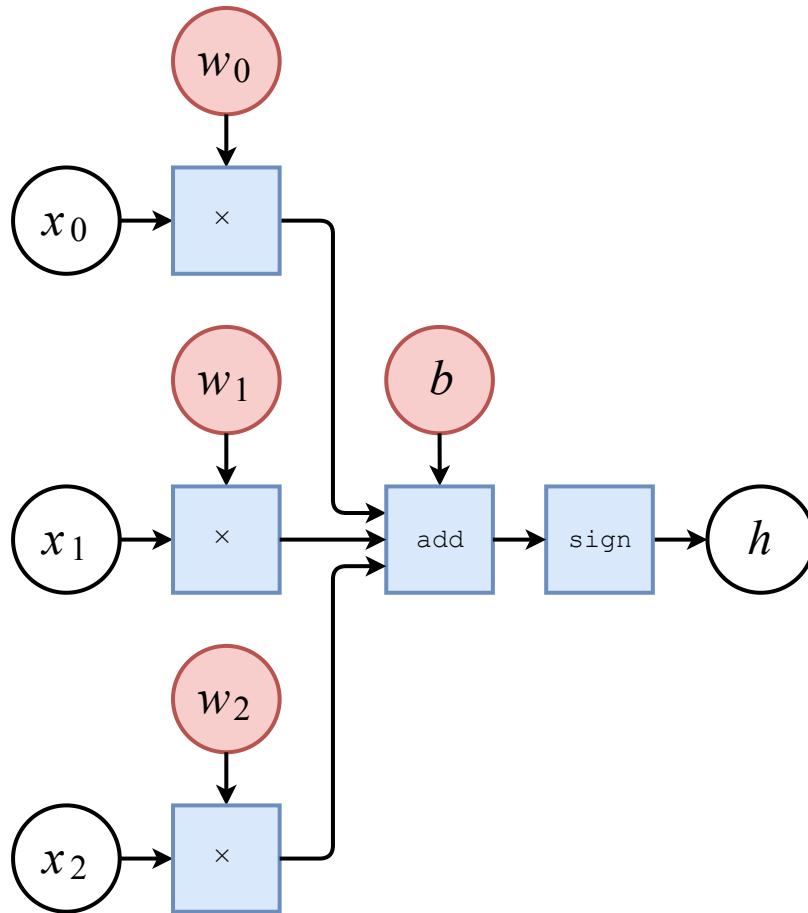 w₀
x₀ ×
w₁ b
x₁ × add sign h
w₂
x₂ ×